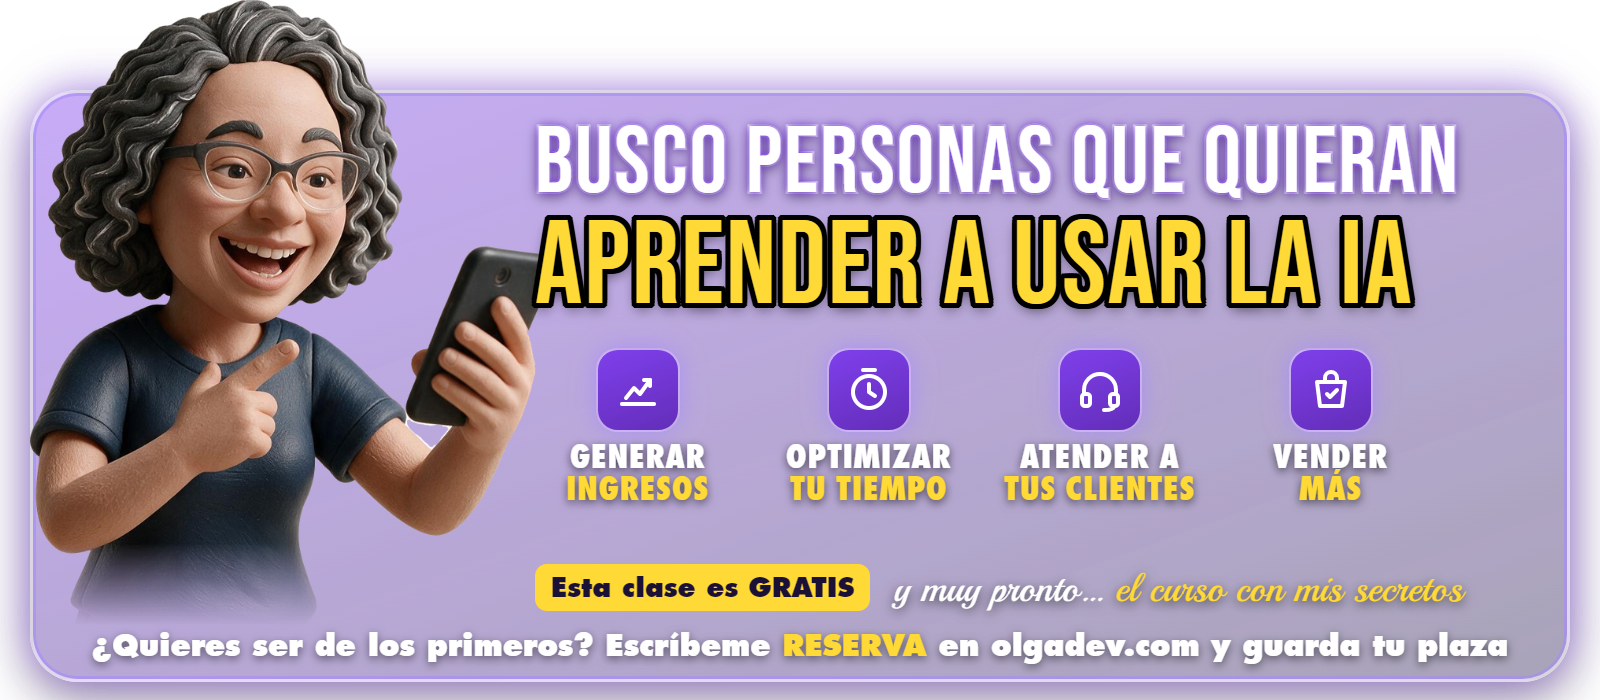 BUSCO PERSONAS QUE QUIERAN
APRENDER A USAR LA IA
GENERAR
INGRESOS
OPTIMIZAR
TU TIEMPO
ATENDER A
TUS CLIENTES
VENDER
MÁS
Esta clase es GRATIS y muy pronto... el curso con mis secretos
¿Quieres ser de los primeros? Escríbeme RESERVA en olgadev.com y guarda tu plaza